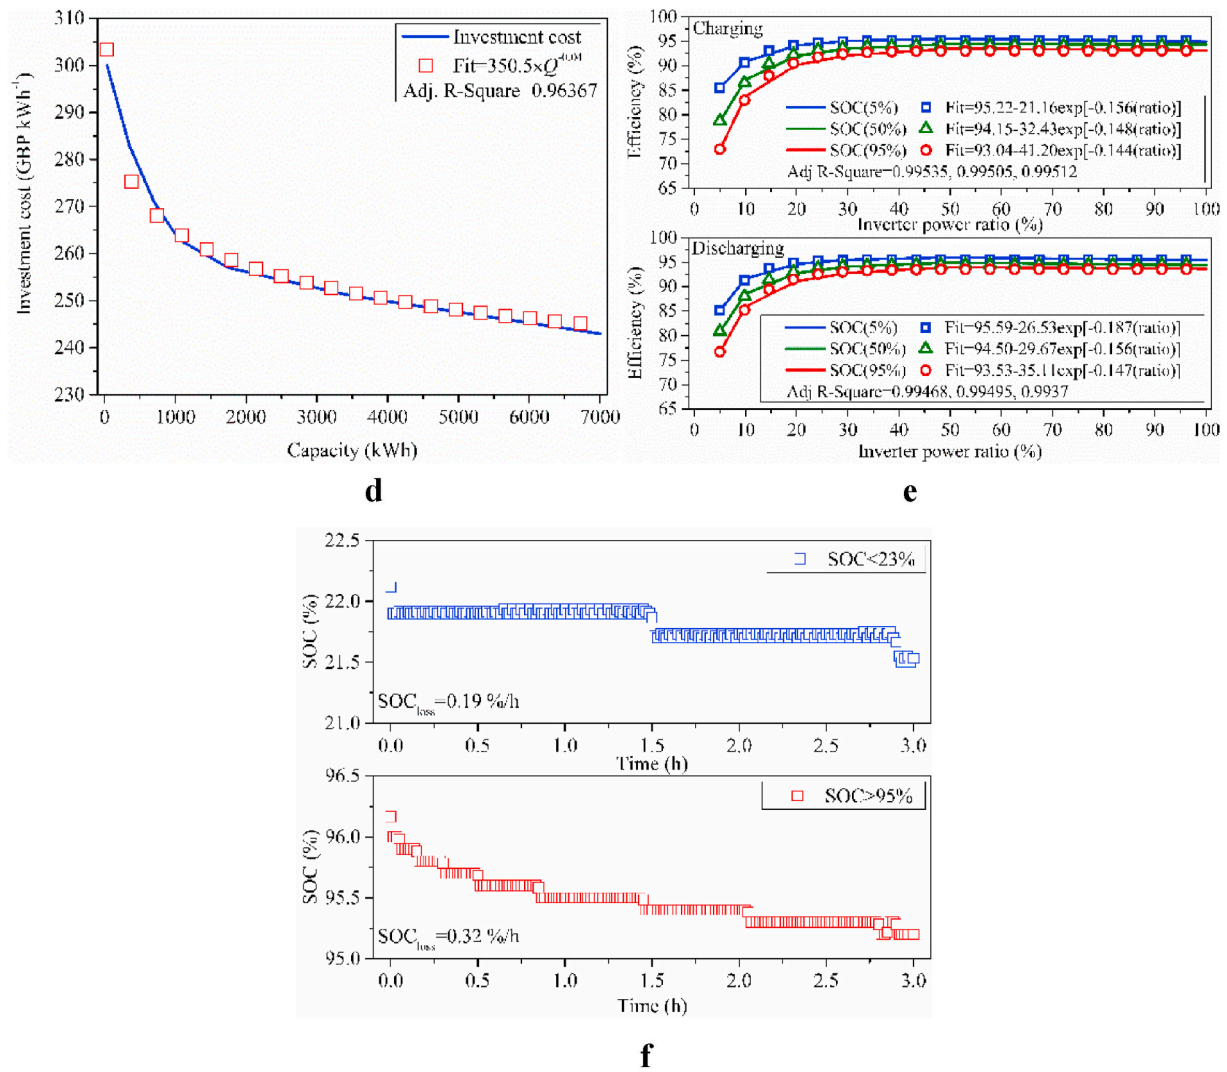 Investment cost
Fit=350.5×Q^-0.04
Adj. R-Square 0.96367
Investment cost (GBP kWh⁻¹)
310
300
290
280
270
260
250
240
230
0 1000 2000 3000 4000 5000 6000 7000
Capacity (kWh)
d
Charging
Efficiency (%)
100
95
90
85
80
75
70
65
SOC(5%) Fit=95.22-21.16exp[-0.156(ratio)]
SOC(50%) Fit=94.15-32.43exp[-0.148(ratio)]
SOC(95%) Fit=93.04-41.20exp[-0.144(ratio)]
Adj R-Square=0.99535, 0.99505, 0.99512
0 10 20 30 40 50 60 70 80 90 100
Inverter power ratio (%)
Discharging
Efficiency (%)
100
95
90
85
80
75
70
65
SOC(5%) Fit=95.59-26.53exp[-0.187(ratio)]
SOC(50%) Fit=94.50-29.67exp[-0.156(ratio)]
SOC(95%) Fit=93.53-35.11exp[-0.147(ratio)]
Adj R-Square=0.99468, 0.99495, 0.9937
0 10 20 30 40 50 60 70 80 90 100
Inverter power ratio (%)
e
SOC<23%
SOC (%)
22.5
22.0
21.5
21.0
SOCloss=0.19 %/h
0.0 0.5 1.0 1.5 2.0 2.5 3.0
Time (h)
SOC>95%
SOC (%)
96.5
96.0
95.5
95.0
SOCloss=0.32 %/h
0.0 0.5 1.0 1.5 2.0 2.5 3.0
Time (h)
f